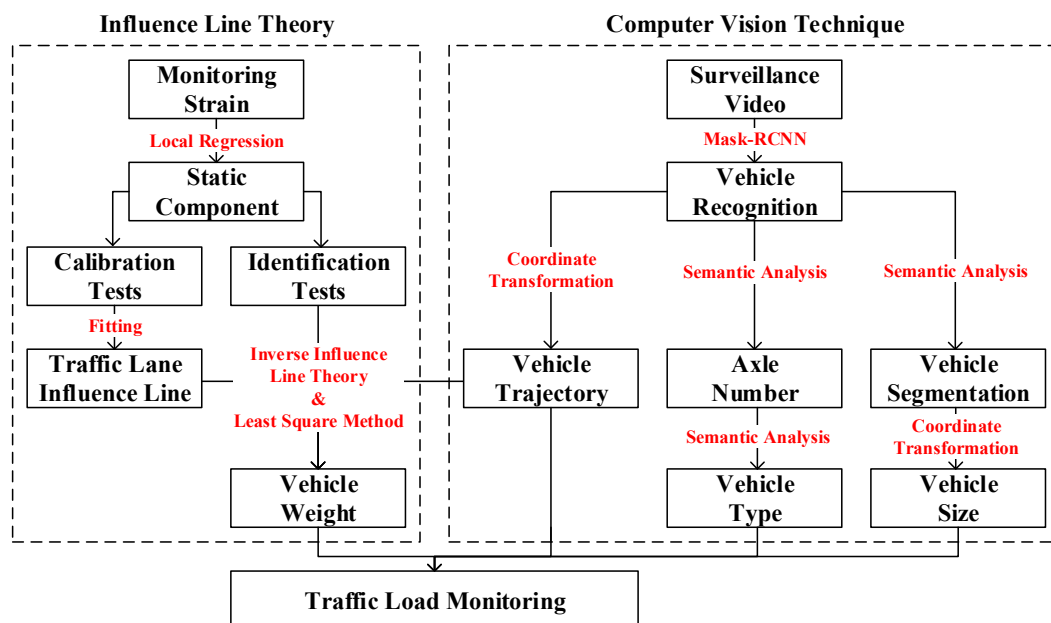 Influence Line Theory
Computer Vision Technique
Monitoring
Strain
Surveillance
Video
Local Regression
Mask-RCNN
Static
Component
Vehicle
Recognition
Calibration
Tests
Identification
Tests
Coordinate
Transformation
Semantic Analysis
Semantic Analysis
Fitting
Inverse Influence
Line Theory
&
Least Square Method
Traffic Lane
Influence Line
Vehicle
Trajectory
Axle
Number
Vehicle
Segmentation
Semantic Analysis
Coordinate
Transformation
Vehicle
Weight
Vehicle
Type
Vehicle
Size
Traffic Load Monitoring